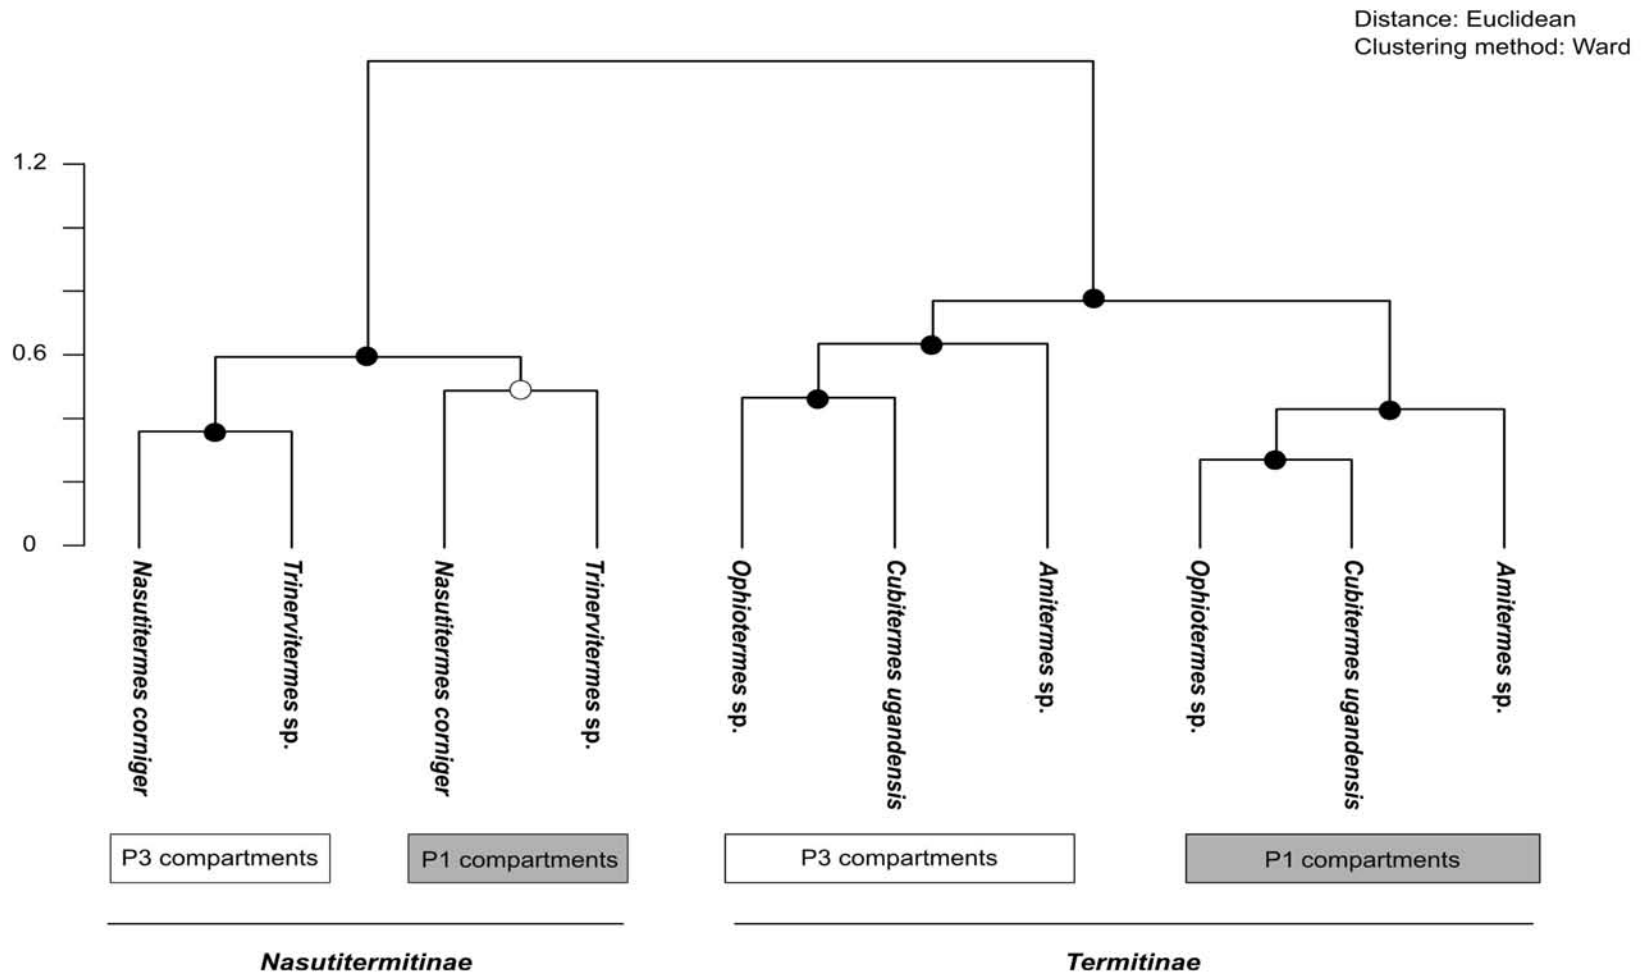 Distance: Euclidean
Clustering method: Ward
1.2
0.6
0
Nasutitermes corniger
Trinervitermes sp.
Nasutitermes corniger
Trinervitermes sp.
Ophiotermes sp.
Cubitermes ugandensis
Amitermes sp.
Ophiotermes sp.
Cubitermes ugandensis
Amitermes sp.
P3 compartments
P1 compartments
P3 compartments
P1 compartments
Nasutitermitinae
Termitinae